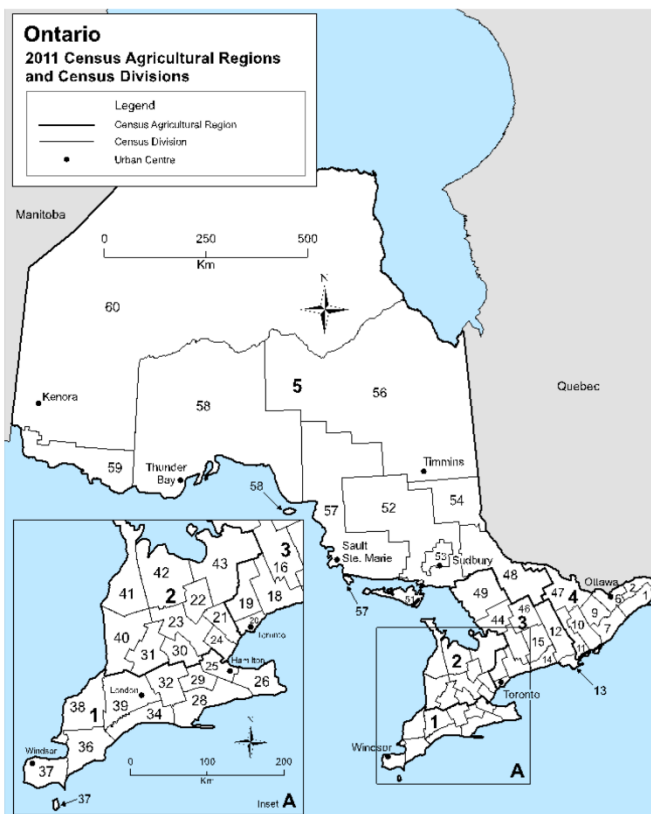 Ontario
2011 Census Agricultural Regions
and Census Divisions
Legend
Census Agricultural Region
Census Division
Urban Centre
Manitoba
0 250 500
Km
N
60
Kenora
5
56
58
Quebec
Timmins
59
Thunder
Bay
58
57
52
54
Sault
Ste. Marie
53
Sudbury
57
51
49
48
47
4
Ottawa
2
1
6
9
7
10
44
46
3
12
15
11
14
13
2
Toronto
1
Windsor
A
43
3
16
42
2
41
22
18
19
21
20
Toronto
23
24
40
31
30
25
Hamilton
29
26
32
London
28
38
1
39
34
36
Windsor
37
N
0 100 200
Km
37
Inset A